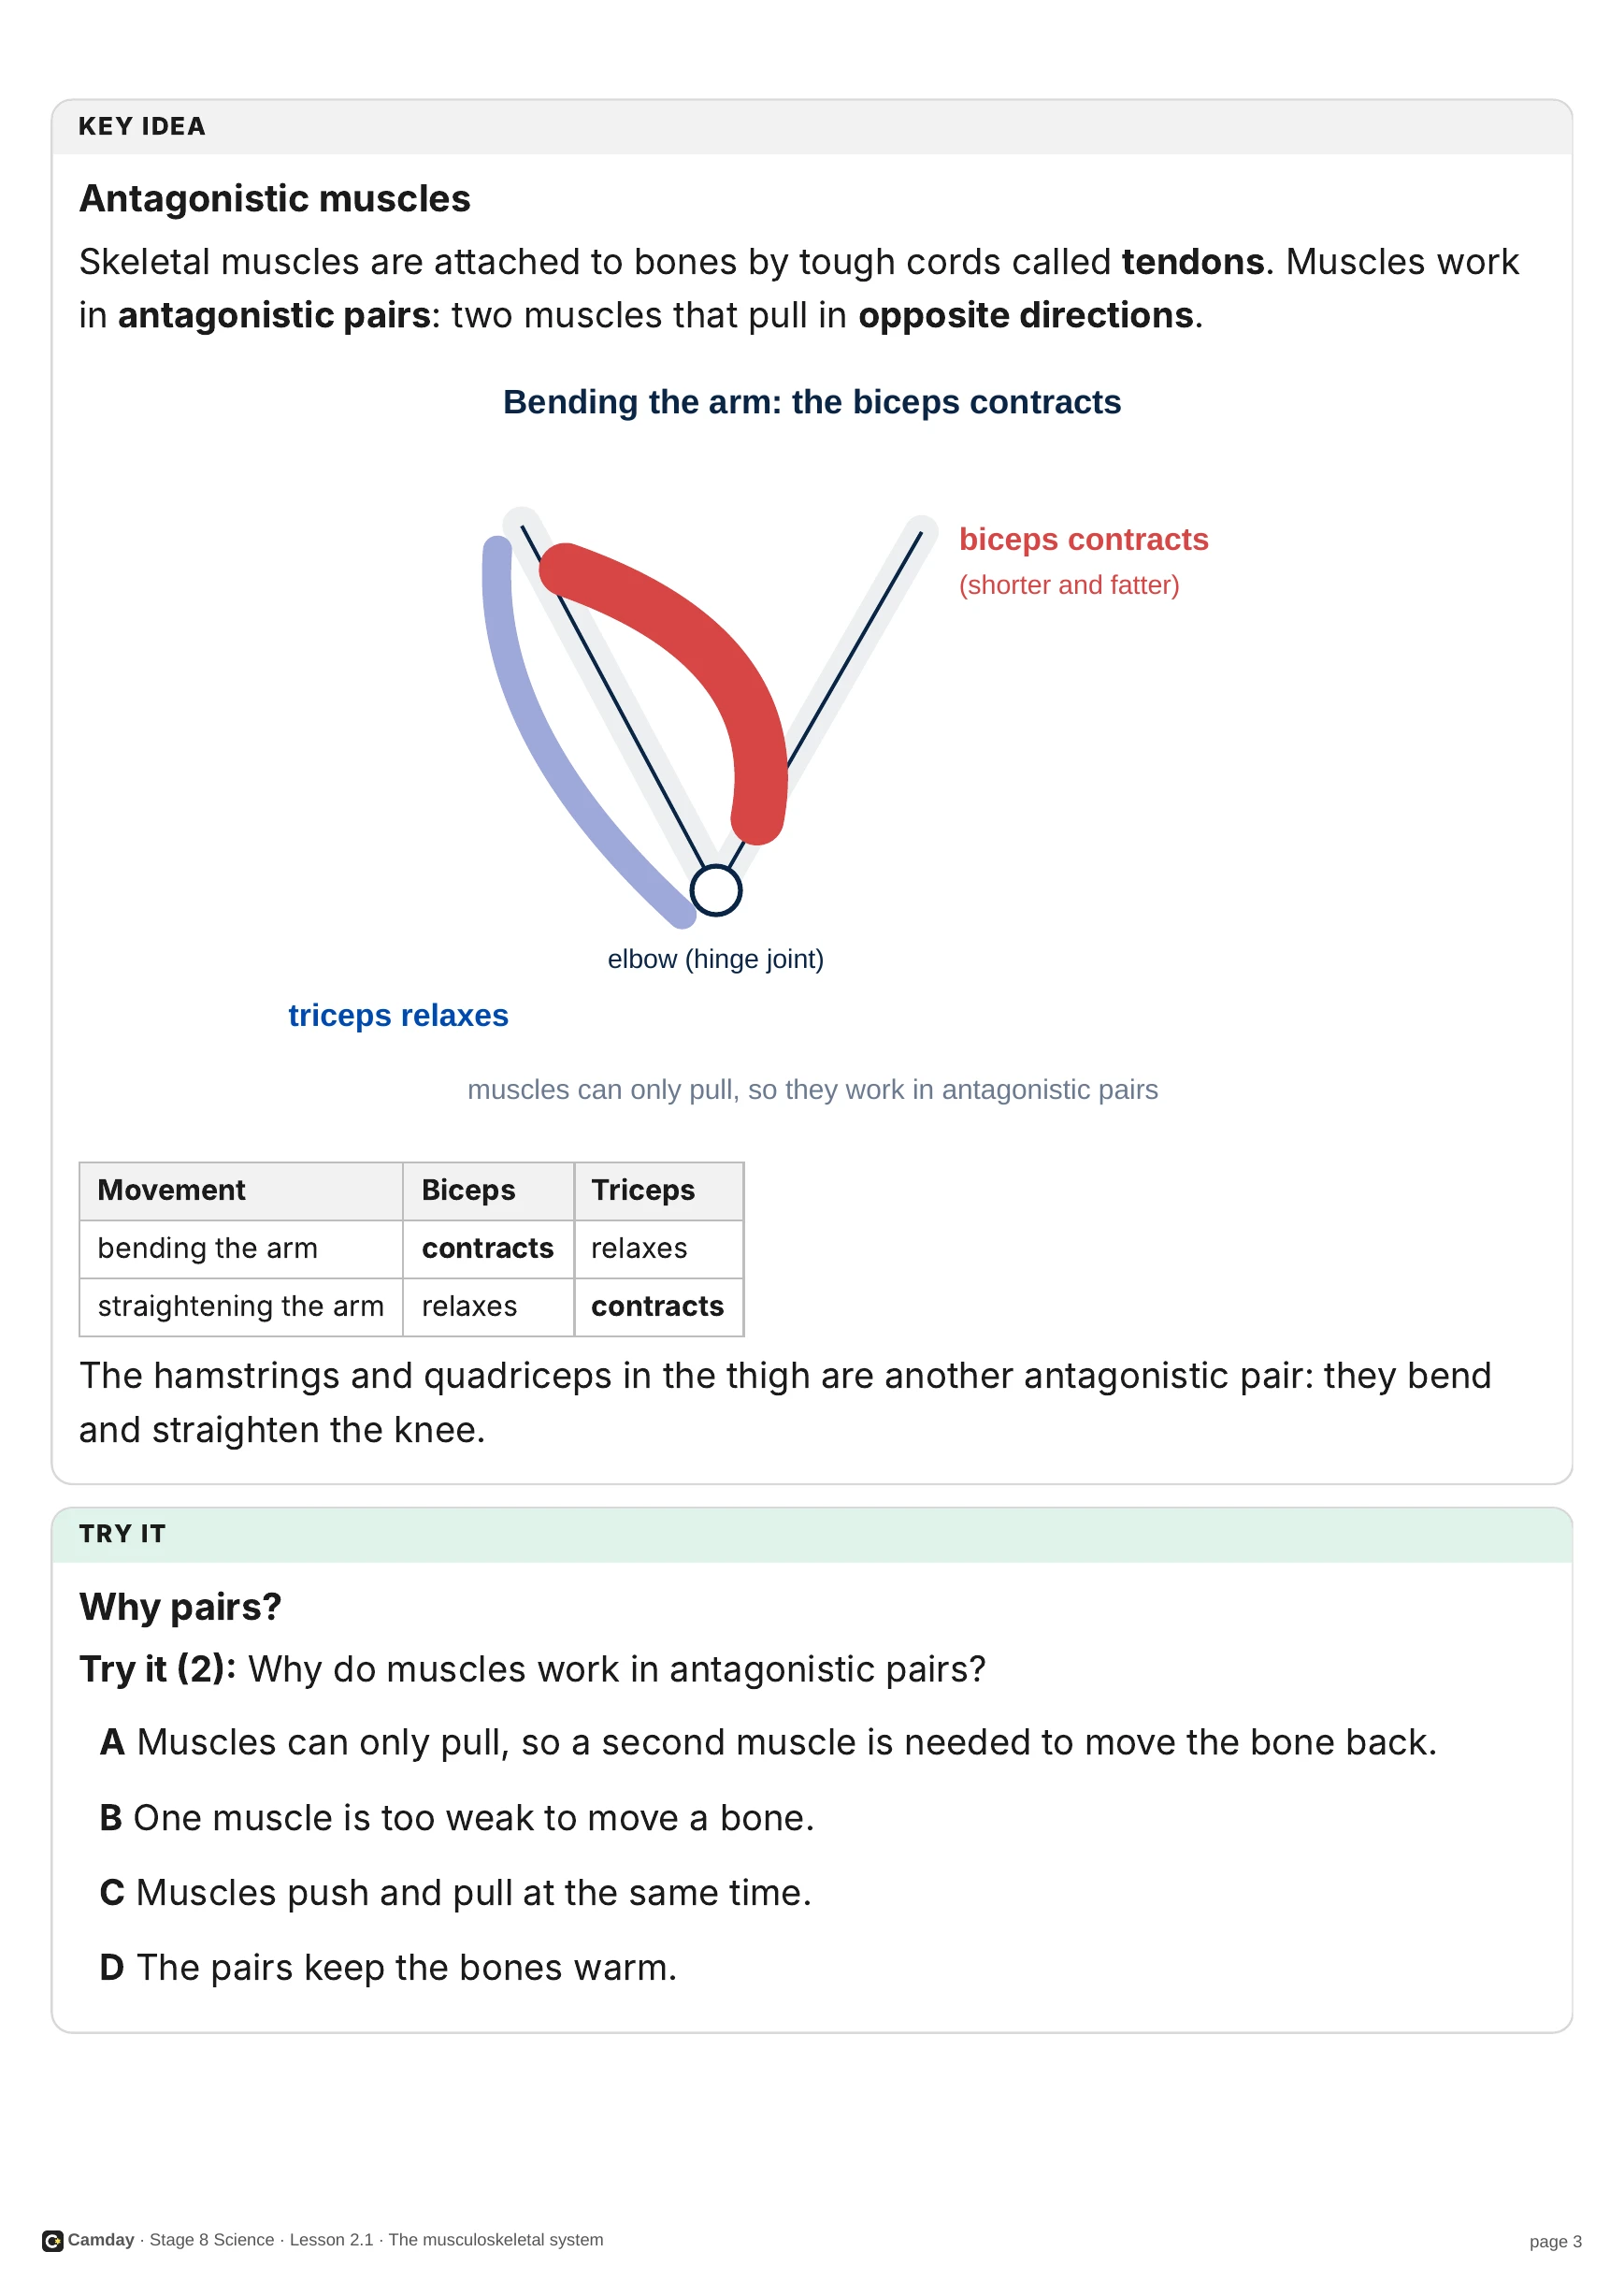 KEY IDEA
Antagonistic muscles
Skeletal muscles are attached to bones by tough cords called tendons. Muscles work
in antagonistic pairs: two muscles that pull in opposite directions.
Bending the arm: the biceps contracts
biceps contracts
(shorter and fatter)
elbow (hinge joint)
triceps relaxes
muscles can only pull, so they work in antagonistic pairs
Movement Biceps Triceps
bending the arm contracts relaxes
straightening the arm relaxes contracts
The hamstrings and quadriceps in the thigh are another antagonistic pair: they bend
and straighten the knee.
TRY IT
Why pairs?
Try it (2): Why do muscles work in antagonistic pairs?
A Muscles can only pull, so a second muscle is needed to move the bone back.
B One muscle is too weak to move a bone.
C Muscles push and pull at the same time.
D The pairs keep the bones warm.
Camday · Stage 8 Science · Lesson 2.1 · The musculoskeletal system page 3